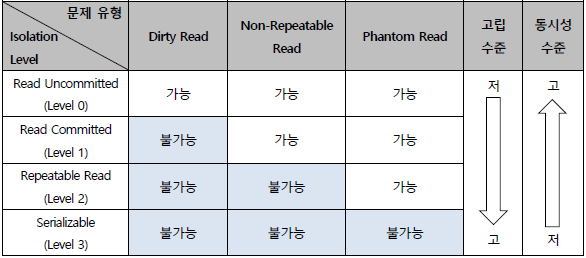 문제 유형
Isolation
Level
Dirty Read
Non-Repeatable
Read
Phantom Read
고립
수준
동시성
수준
Read Uncommitted
(Level 0)
가능
가능
가능
저
고
Read Committed
(Level 1)
불가능
가능
가능
Repeatable Read
(Level 2)
불가능
불가능
가능
Serializable
(Level 3)
불가능
불가능
불가능
고
저